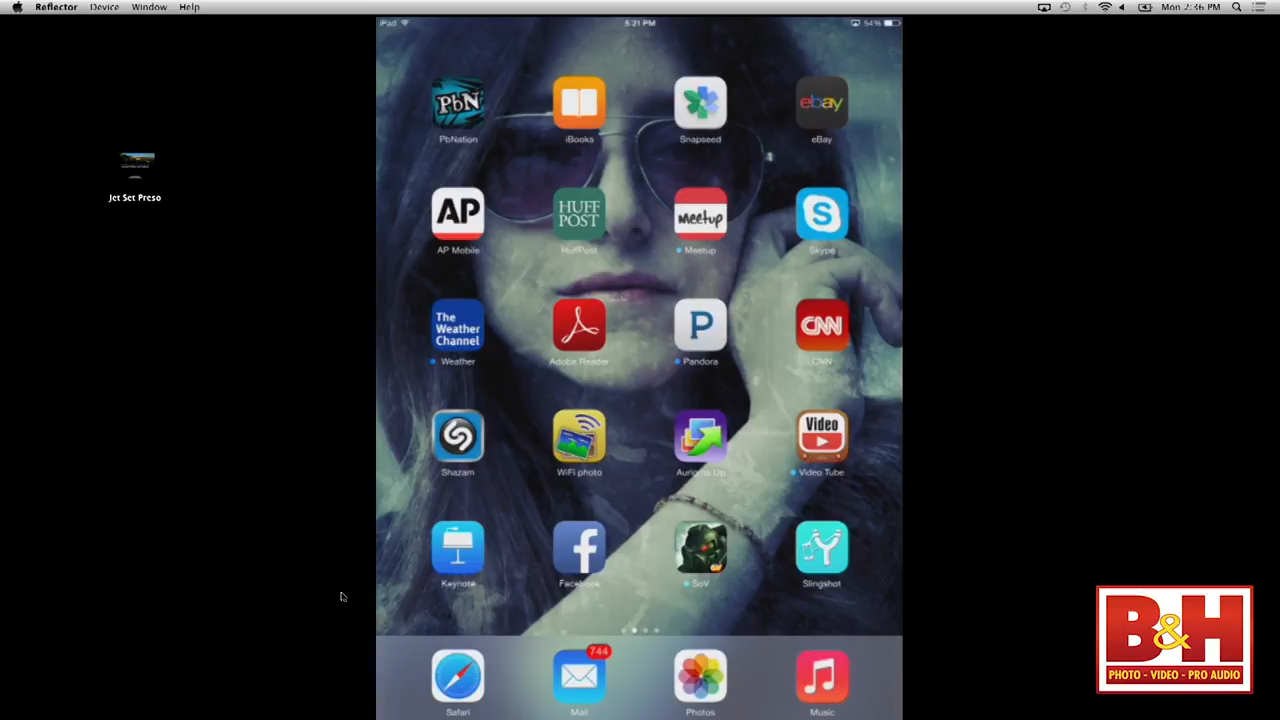 Reflector Device Window Help
Mon 2:36 PM
iPad 5:21 PM 54%
PbN
ebay
PbNation iBooks Snapseed eBay
Jet Set Preso
AP HUFF POST Meetup S
AP Mobile HuffPost Meetup Skype
The Weather Channel P CNN
Weather Adobe Reader Pandora CNN
Video
Shazam WiFi photo Video Tube
f
Keynote Facebook SoV Slingshot
B&H
PHOTO - VIDEO - PRO AUDIO
744
Safari Mail Photos Music